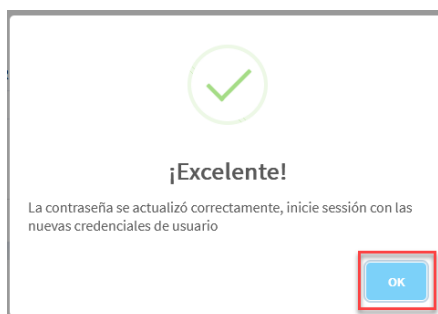 ¡Excelente!
La contraseña se actualizó correctamente, inicie sesión con las
nuevas credenciales de usuario
OK